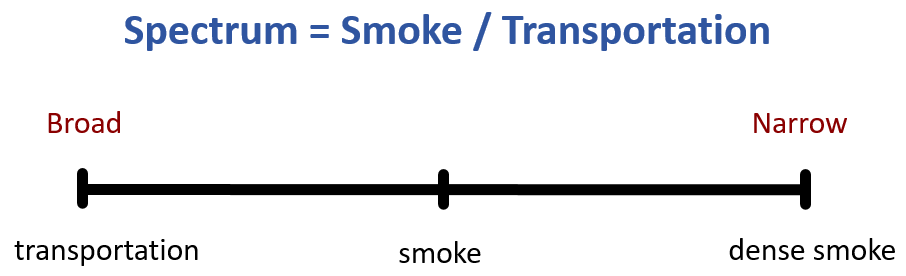 Spectrum = Smoke / Transportation
Broad Narrow
transportation smoke dense smoke